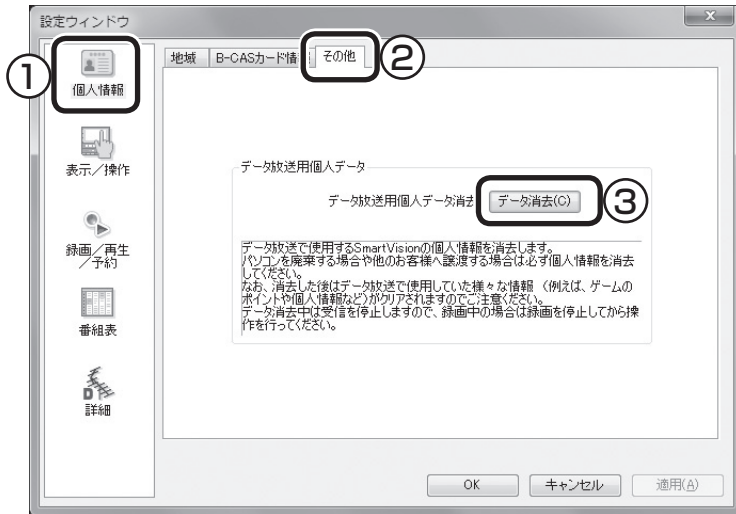 設定ウィンドウ
x
①
個人情報
表示／操作
録画／再生
／予約
番組表
詳細
地域
B-CASカード情
その他
②
データ放送用個人データ
データ放送用個人データ消去
データ消去(C)
③
データ放送で使用するSmartVisionの個人情報を消去します。
パソコンを廃棄する場合や他のお客様へ譲渡する場合は必ず個人情報を消去
してください。
なお、消去した後はデータ放送で使用していた様々な情報 （例えば、ゲームの
ポイントや個人情報など）がクリアされますのでご注意ください。
データ消去中は受信を停止しますので、録画中の場合は録画を停止してから操
作を行ってください。
OK
キャンセル
適用(A)